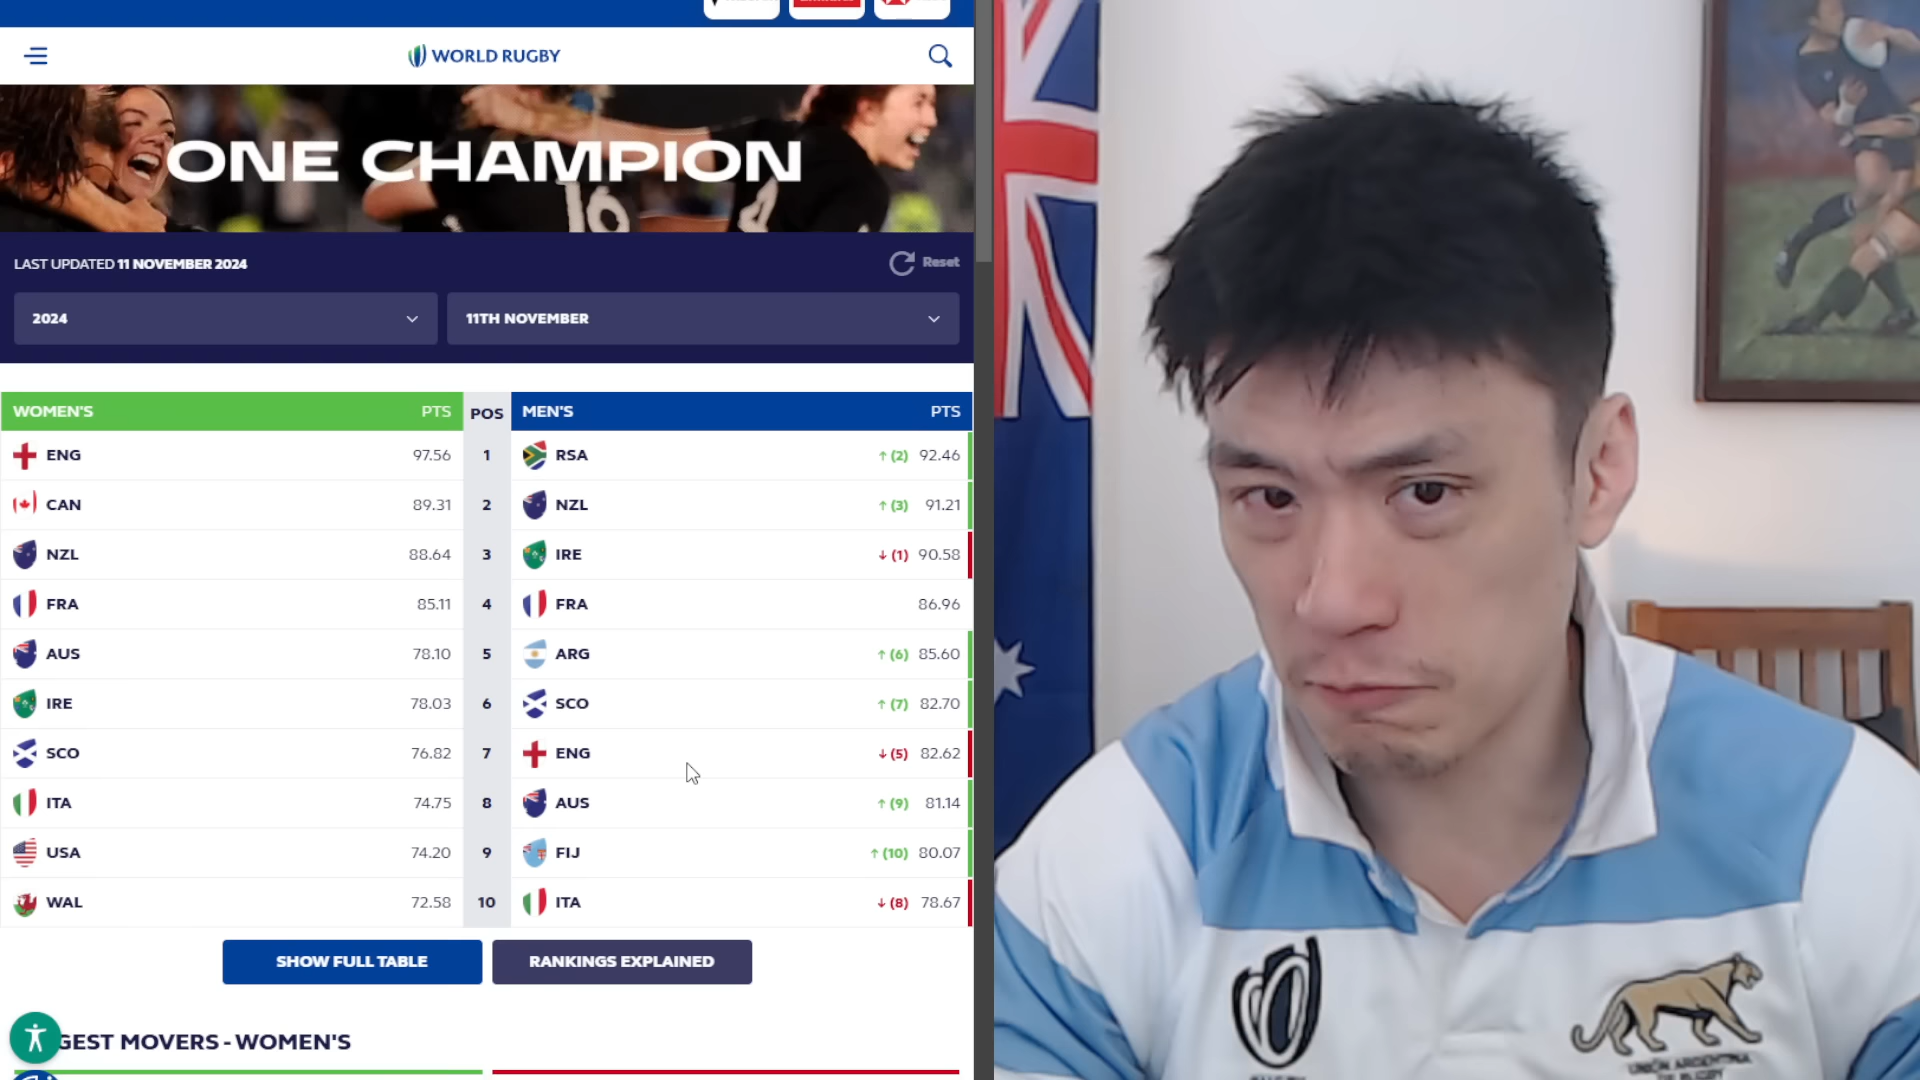 WORLD RUGBY
ONE CHAMPION
16
LAST UPDATED 11 NOVEMBER 2024
Reset
2024
11TH NOVEMBER
WOMEN'S PTS POS MEN'S PTS
ENG 97.56 1 RSA ↑ (2) 92.46
CAN 89.31 2 NZL ↑ (3) 91.21
NZL 88.64 3 IRE ↓ (1) 90.58
FRA 85.11 4 FRA 86.96
AUS 78.10 5 ARG ↑ (6) 85.60
IRE 78.03 6 SCO ↑ (7) 82.70
SCO 76.82 7 ENG ↓ (5) 82.62
ITA 74.75 8 AUS ↑ (9) 81.14
USA 74.20 9 FIJ ↑ (10) 80.07
WAL 72.58 10 ITA ↓ (8) 78.67
SHOW FULL TABLE
RANKINGS EXPLAINED
GEST MOVERS - WOMEN'S
UNIÓN ARGENTINA
DE RUGBY